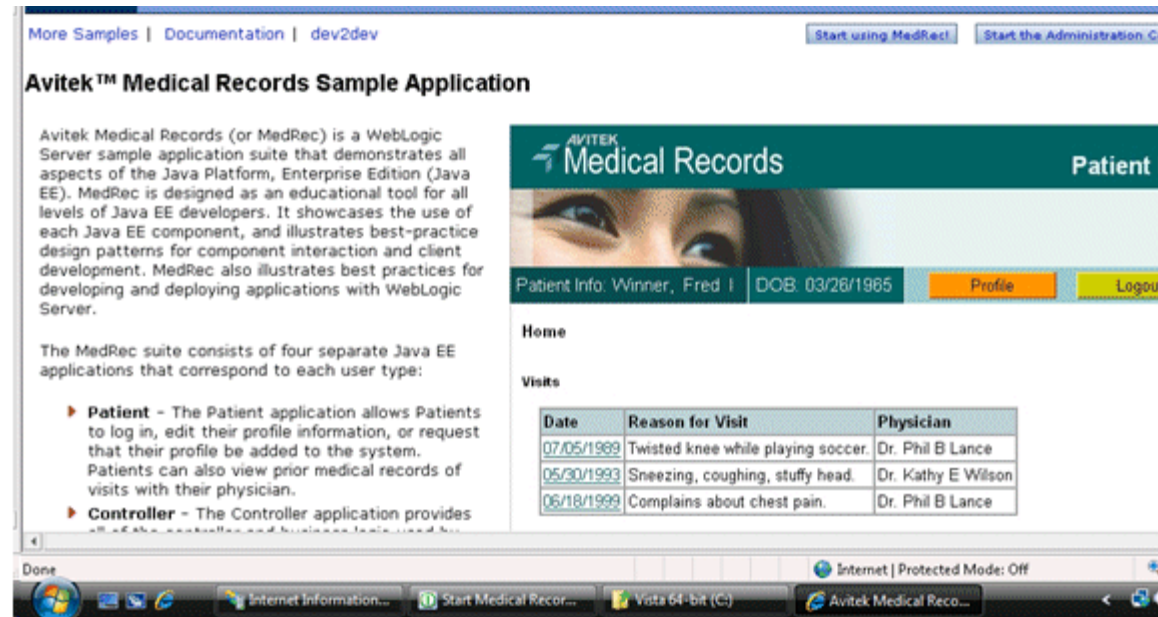 More Samples | Documentation | dev2dev
Start using MedRec!
Start the Administration C
Avitek™ Medical Records Sample Application
Avitek Medical Records (or MedRec) is a WebLogic
Server sample application suite that demonstrates all
aspects of the Java Platform, Enterprise Edition (Java
EE). MedRec is designed as an educational tool for all
levels of Java EE developers. It showcases the use of
each Java EE component, and illustrates best-practice
design patterns for component interaction and client
development. MedRec also illustrates best practices for
developing and deploying applications with WebLogic
Server.
The MedRec suite consists of four separate Java EE
applications that correspond to each user type:
Patient - The Patient application allows Patients
to log in, edit their profile information, or request
that their profile be added to the system.
Patients can also view prior medical records of
visits with their physician.
Controller - The Controller application provides
all of the controller and business logic used by
AVITEK
Medical Records
Patient
Patient Info: Winner, Fred I
DOB: 03/26/1965
Profile
Logou
Home
Visits
Date Reason for Visit Physician
07/05/1989 Twisted knee while playing soccer. Dr. Phil B Lance
05/30/1993 Sneezing, coughing, stuffy head. Dr. Kathy E Wilson
06/18/1999 Complains about chest pain. Dr. Phil B Lance
Done
Internet | Protected Mode: Off
Internet Information...
Start Medical Recor...
Vista 64-bit (C:)
Avitek Medical Reco...